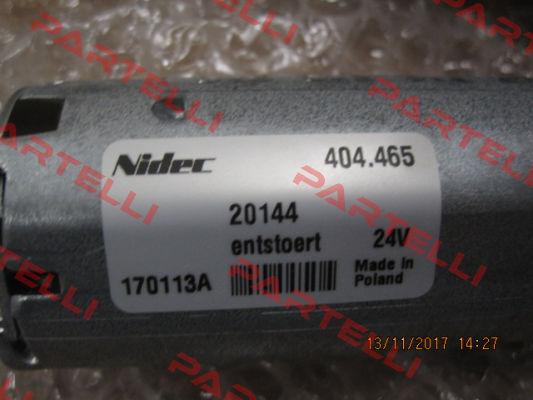 PARTELLI
PARTELLI
PARTELLI
PARTELLI
PARTELLI
PARTELLI
Nidec 404.465
20144
entstoert 24V
170113A Made in
Poland
13/11/2017 14:27